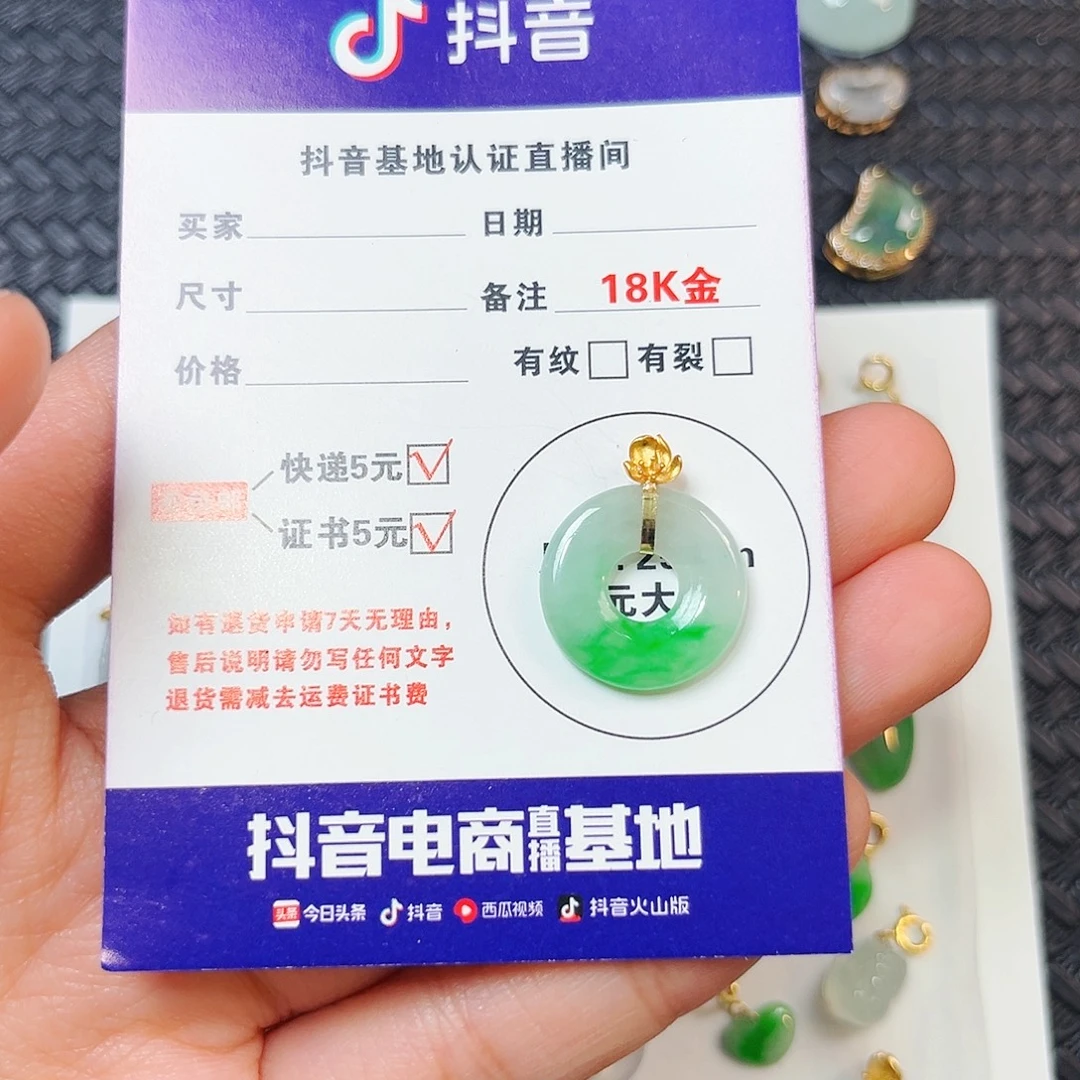 抖音
抖音基地认证直播间
买家 日期
尺寸 备注 18K金
价格 有纹 有裂
快递5元
证书5元
元大
如有退货申请7天无理由，
售后说明请勿写任何文字
退货需减去运费证书费
抖音电商直播基地
头条 今日头条 抖音 西瓜视频 抖音火山版